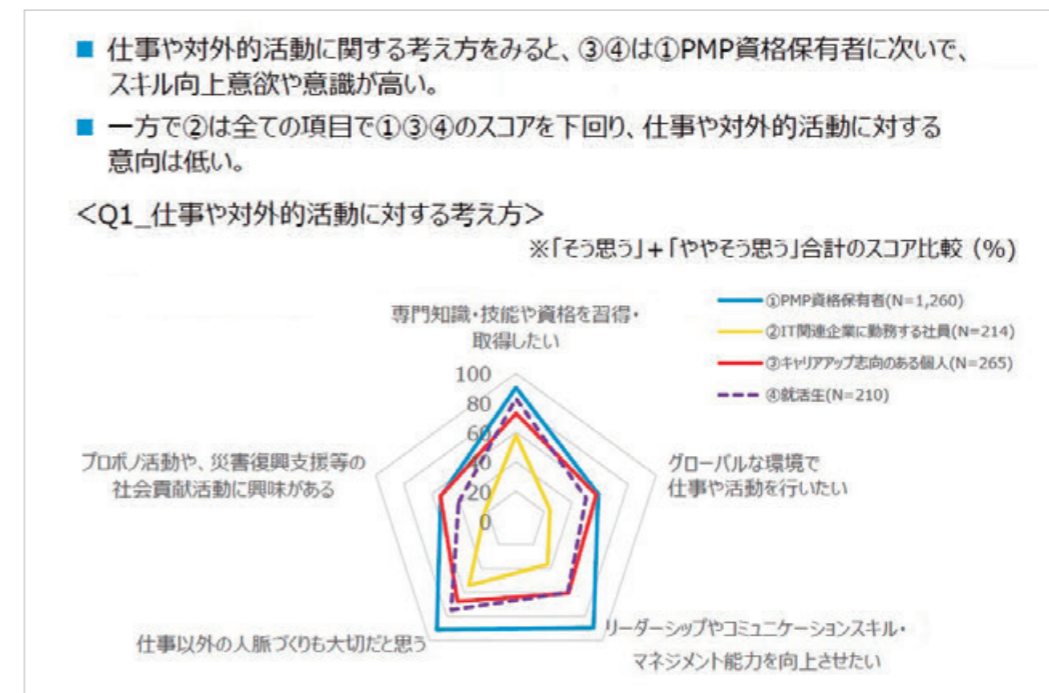 ■ 仕事や対外的活動に関する考え方をみると、③④は①PMP資格保有者に次いで、
スキル向上意欲や意識が高い。
■ 一方で②は全ての項目で①③④のスコアを下回り、仕事や対外的活動に対する
意向は低い。
＜Q1_仕事や対外的活動に対する考え方＞
※「そう思う」+「ややそう思う」合計のスコア比較 (%)
①PMP資格保有者(N=1,260)
②IT関連企業に勤務する社員(N=214)
③キャリアアップ志向のある個人(N=265)
④就活生(N=210)
専門知識・技能や資格を習得・
取得したい
100
80
60
40
20
0
グローバルな環境で
仕事や活動を行いたい
リーダーシップやコミュニケーションスキル・
マネジメント能力を向上させたい
仕事以外の人脈づくりも大切だと思う
プロボノ活動や、災害復興支援等の
社会貢献活動に興味がある